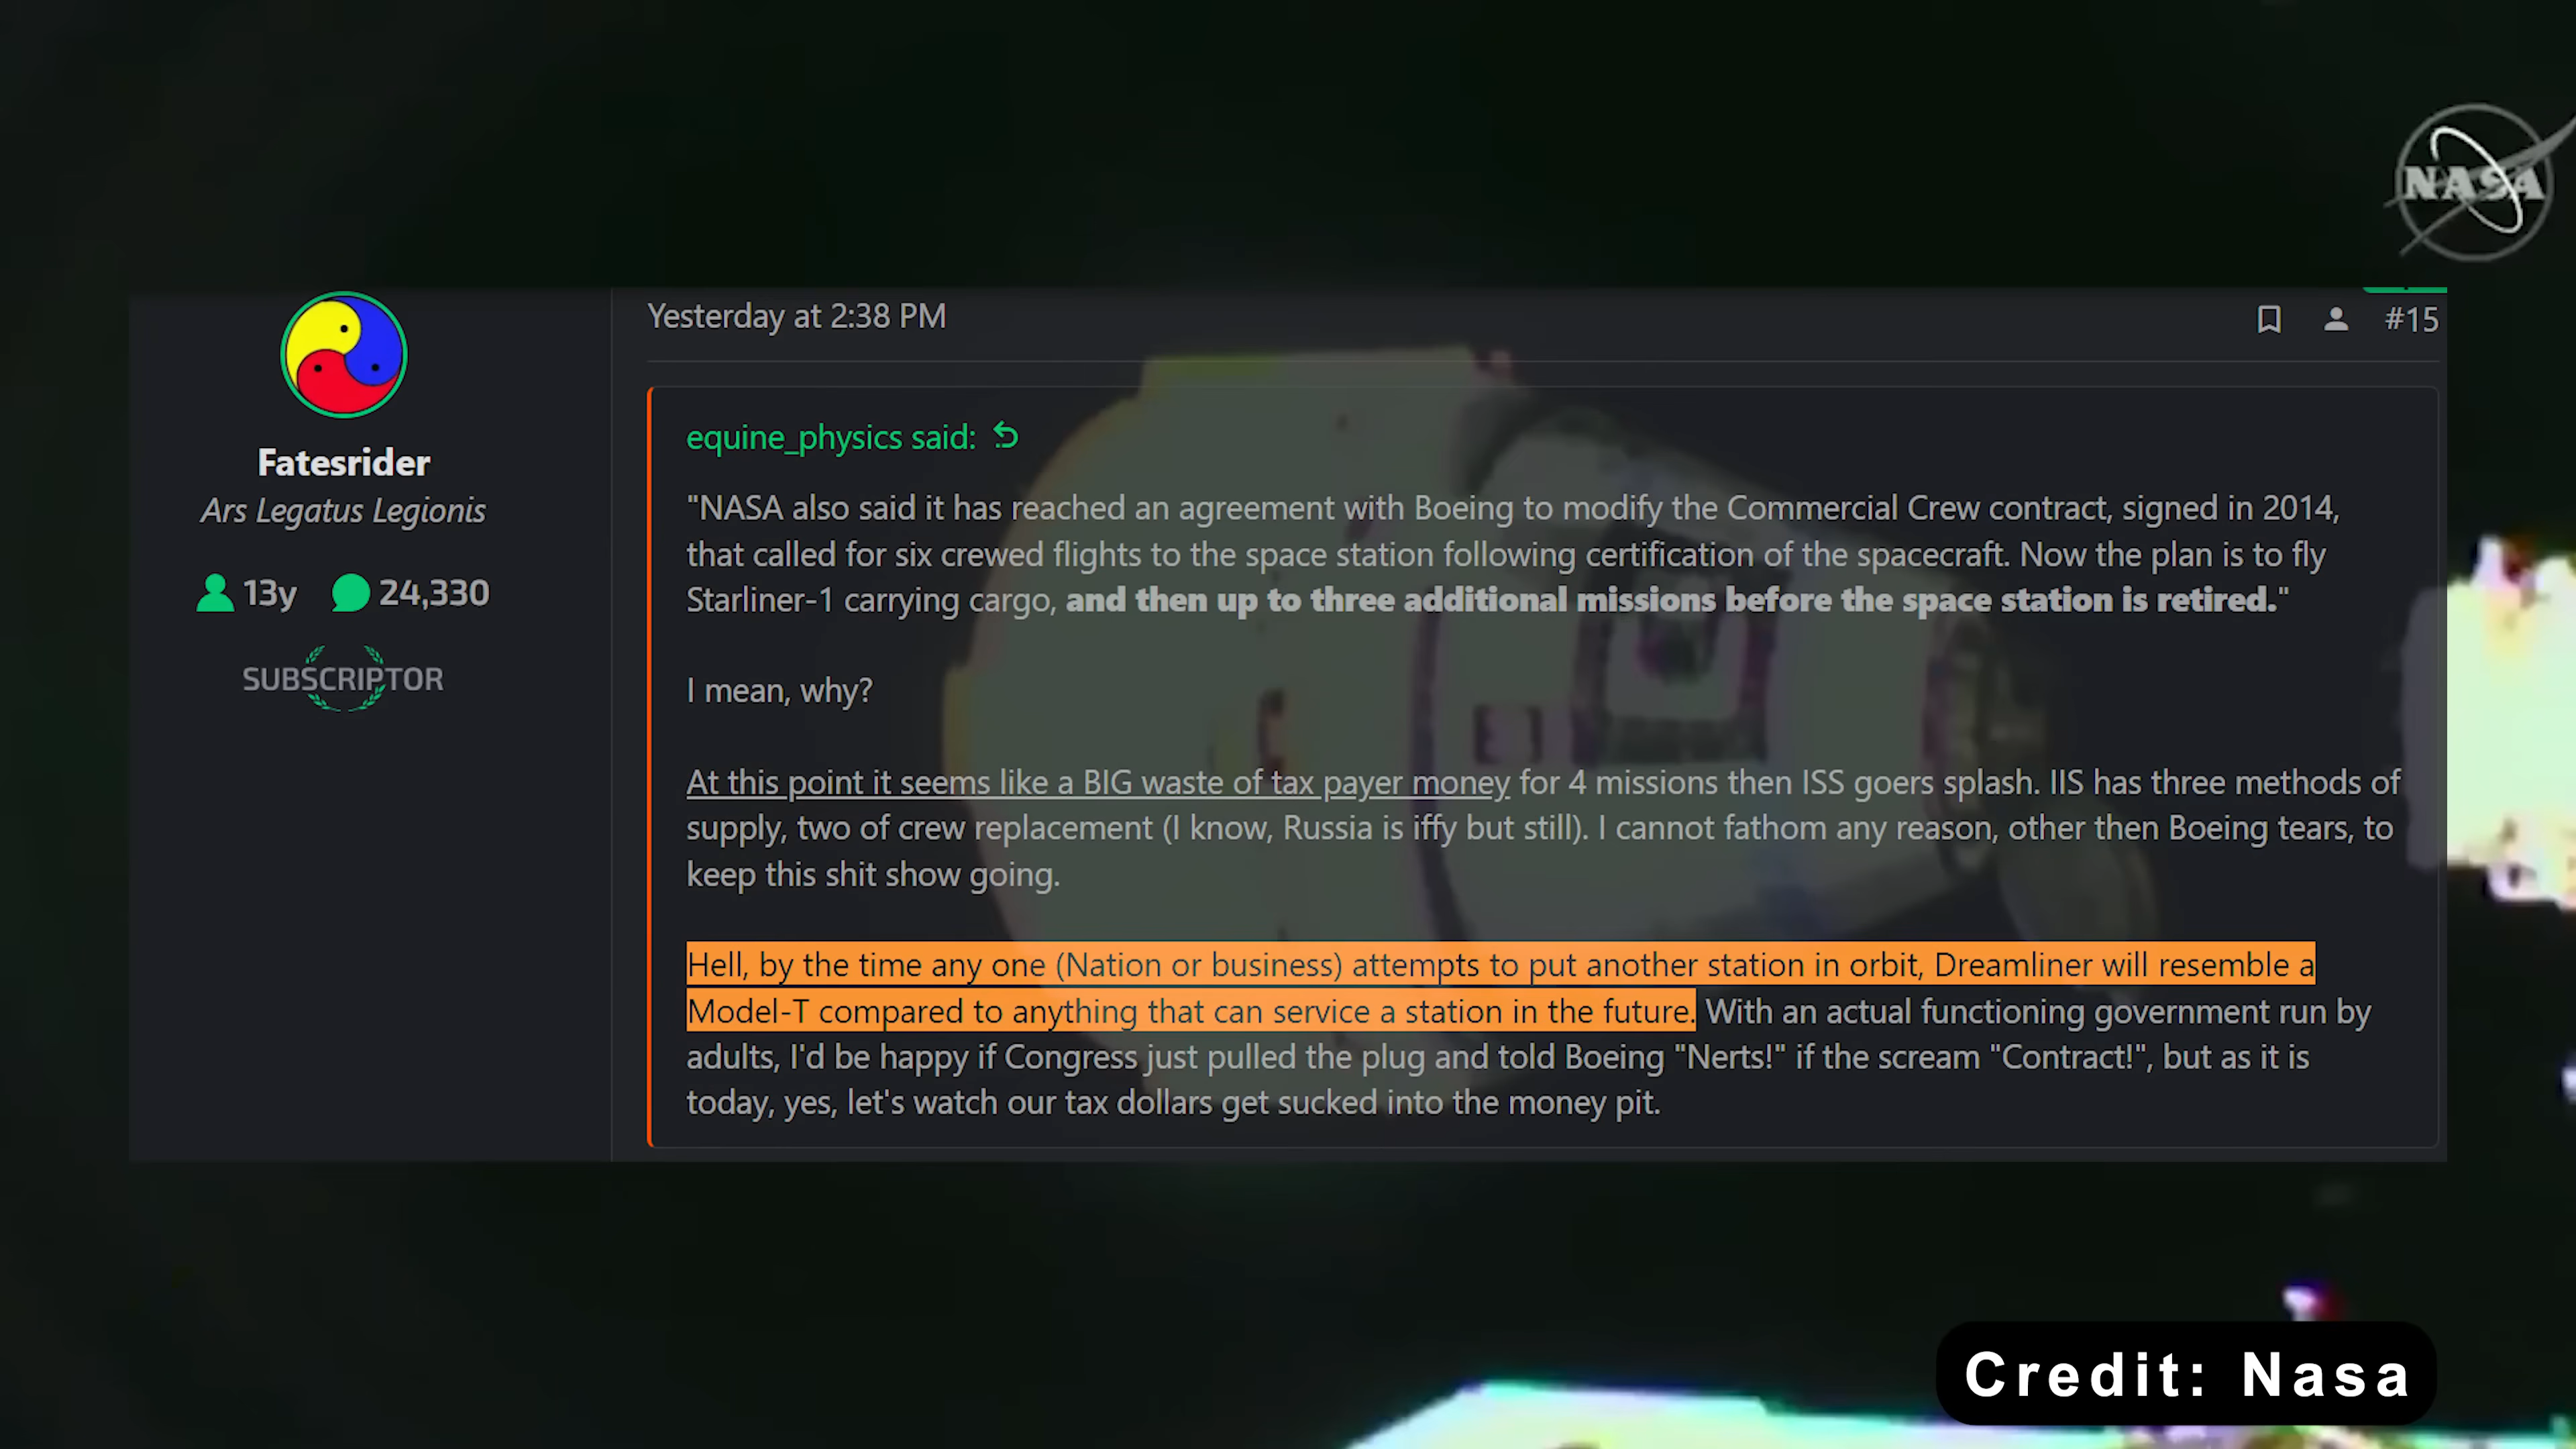 NASA
Yesterday at 2:38 PM
#15
Fatesrider
Ars Legatus Legionis
13y 24,330
SUBSCRIPTOR
equine_physics said:
"NASA also said it has reached an agreement with Boeing to modify the Commercial Crew contract, signed in 2014,
that called for six crewed flights to the space station following certification of the spacecraft. Now the plan is to fly
Starliner-1 carrying cargo, and then up to three additional missions before the space station is retired."
I mean, why?
At this point it seems like a BIG waste of tax payer money for 4 missions then ISS goers splash. IIS has three methods of
supply, two of crew replacement (I know, Russia is iffy but still). I cannot fathom any reason, other then Boeing tears, to
keep this shit show going.
Hell, by the time any one (Nation or business) attempts to put another station in orbit, Dreamliner will resemble a
Model-T compared to anything that can service a station in the future. With an actual functioning government run by
adults, I'd be happy if Congress just pulled the plug and told Boeing "Nerts!" if the scream "Contract!", but as it is
today, yes, let's watch our tax dollars get sucked into the money pit.
Credit: Nasa